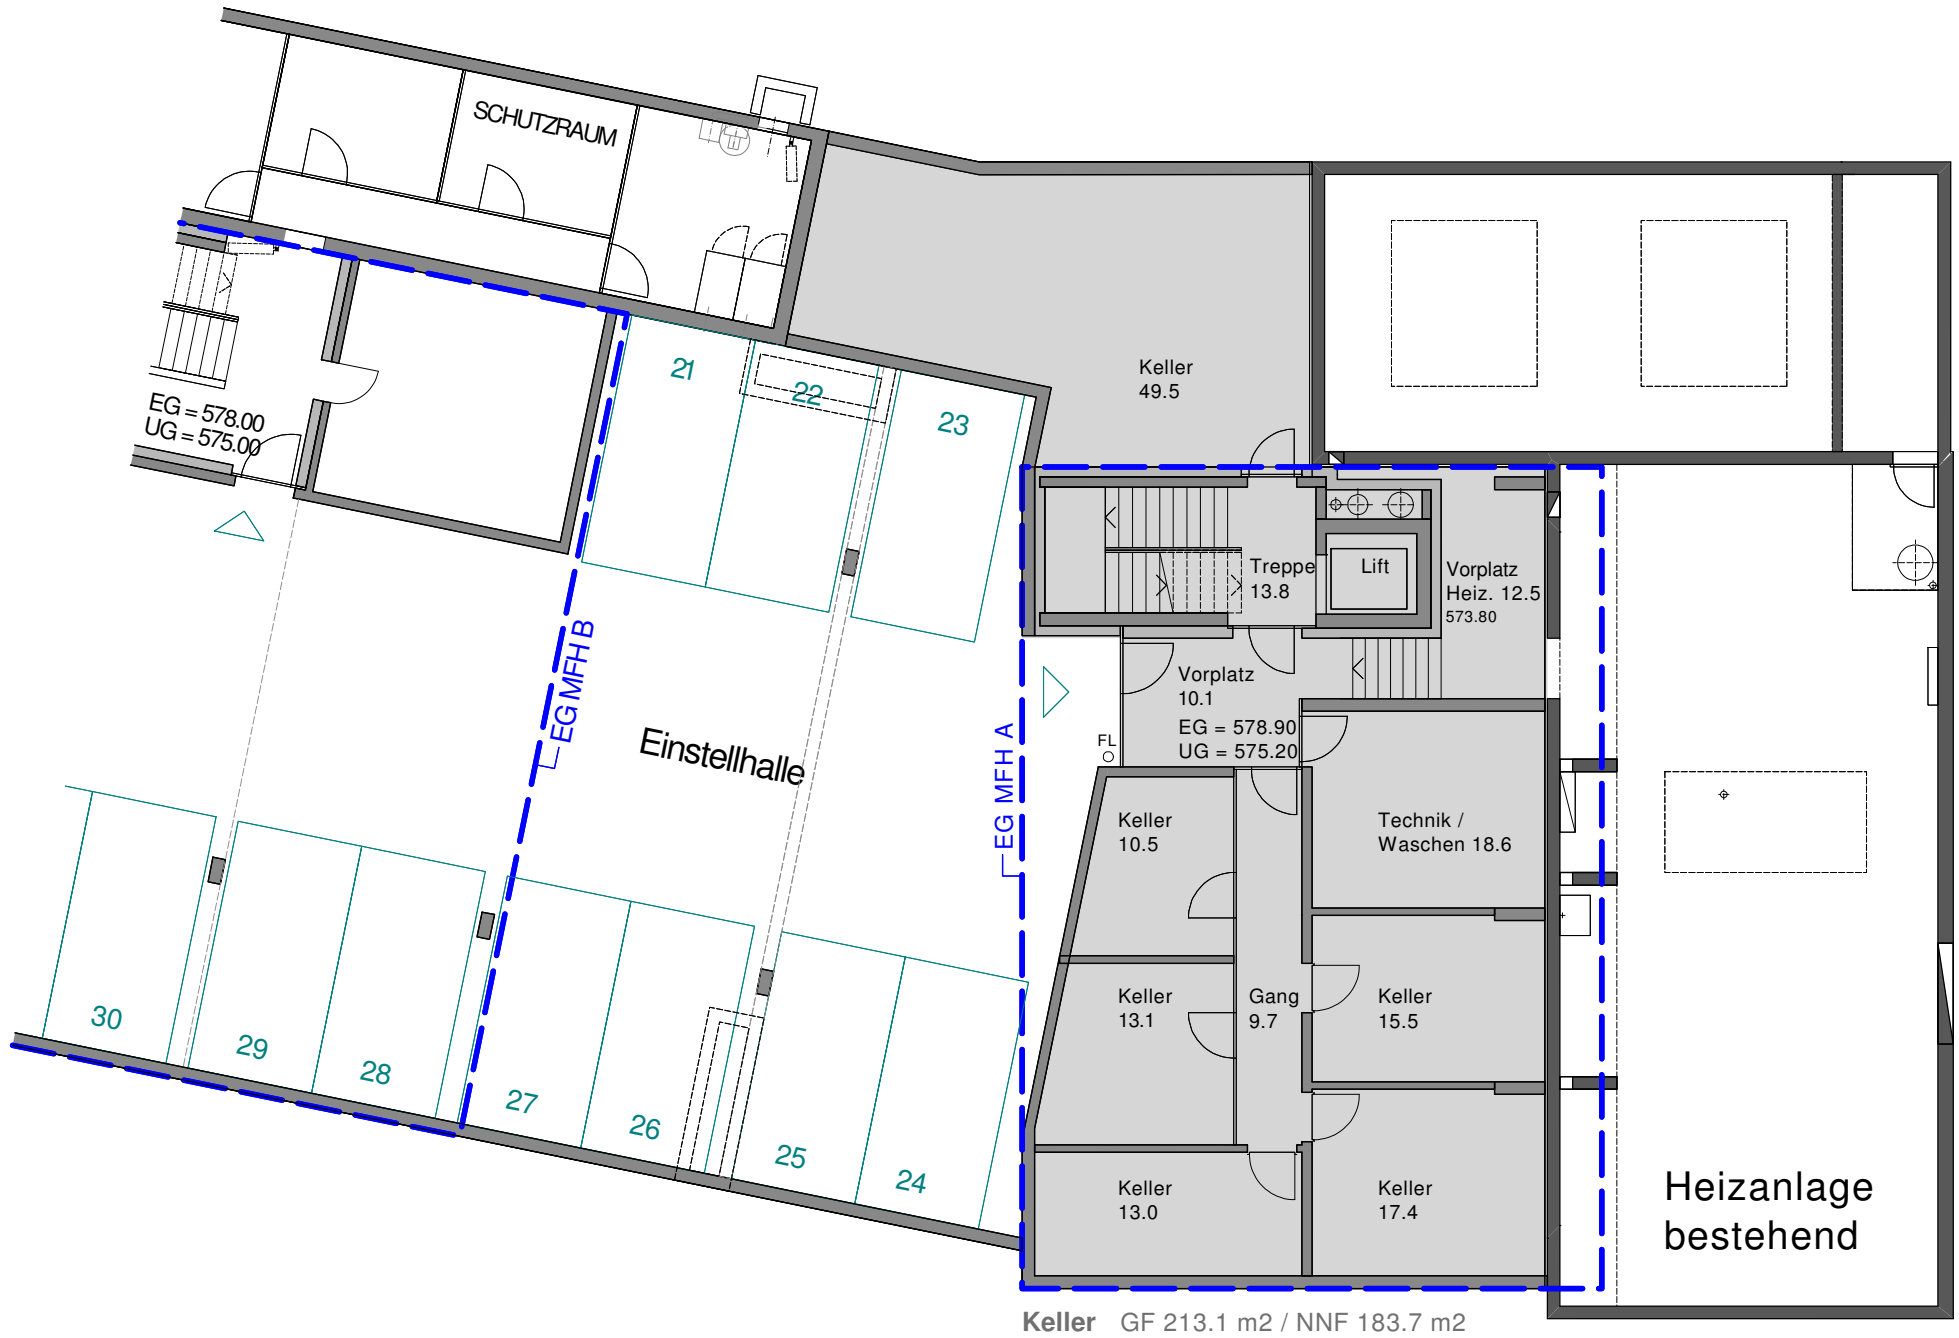 SCHUTZRAUM
EG = 578.00
UG = 575.00
21
22
23
Keller
49.5
Treppe
13.8
Lift
Vorplatz
Heiz. 12.5
573.80
EG MFH B
Einstellhalle
EG MFH A
FL
Vorplatz
10.1
EG = 578.90
UG = 575.20
Keller
10.5
Technik /
Waschen 18.6
Keller
13.1
Gang
9.7
Keller
15.5
30
29
28
27
26
25
24
Keller
13.0
Keller
17.4
Heizanlage
bestehend
Keller GF 213.1 m2 / NNF 183.7 m2